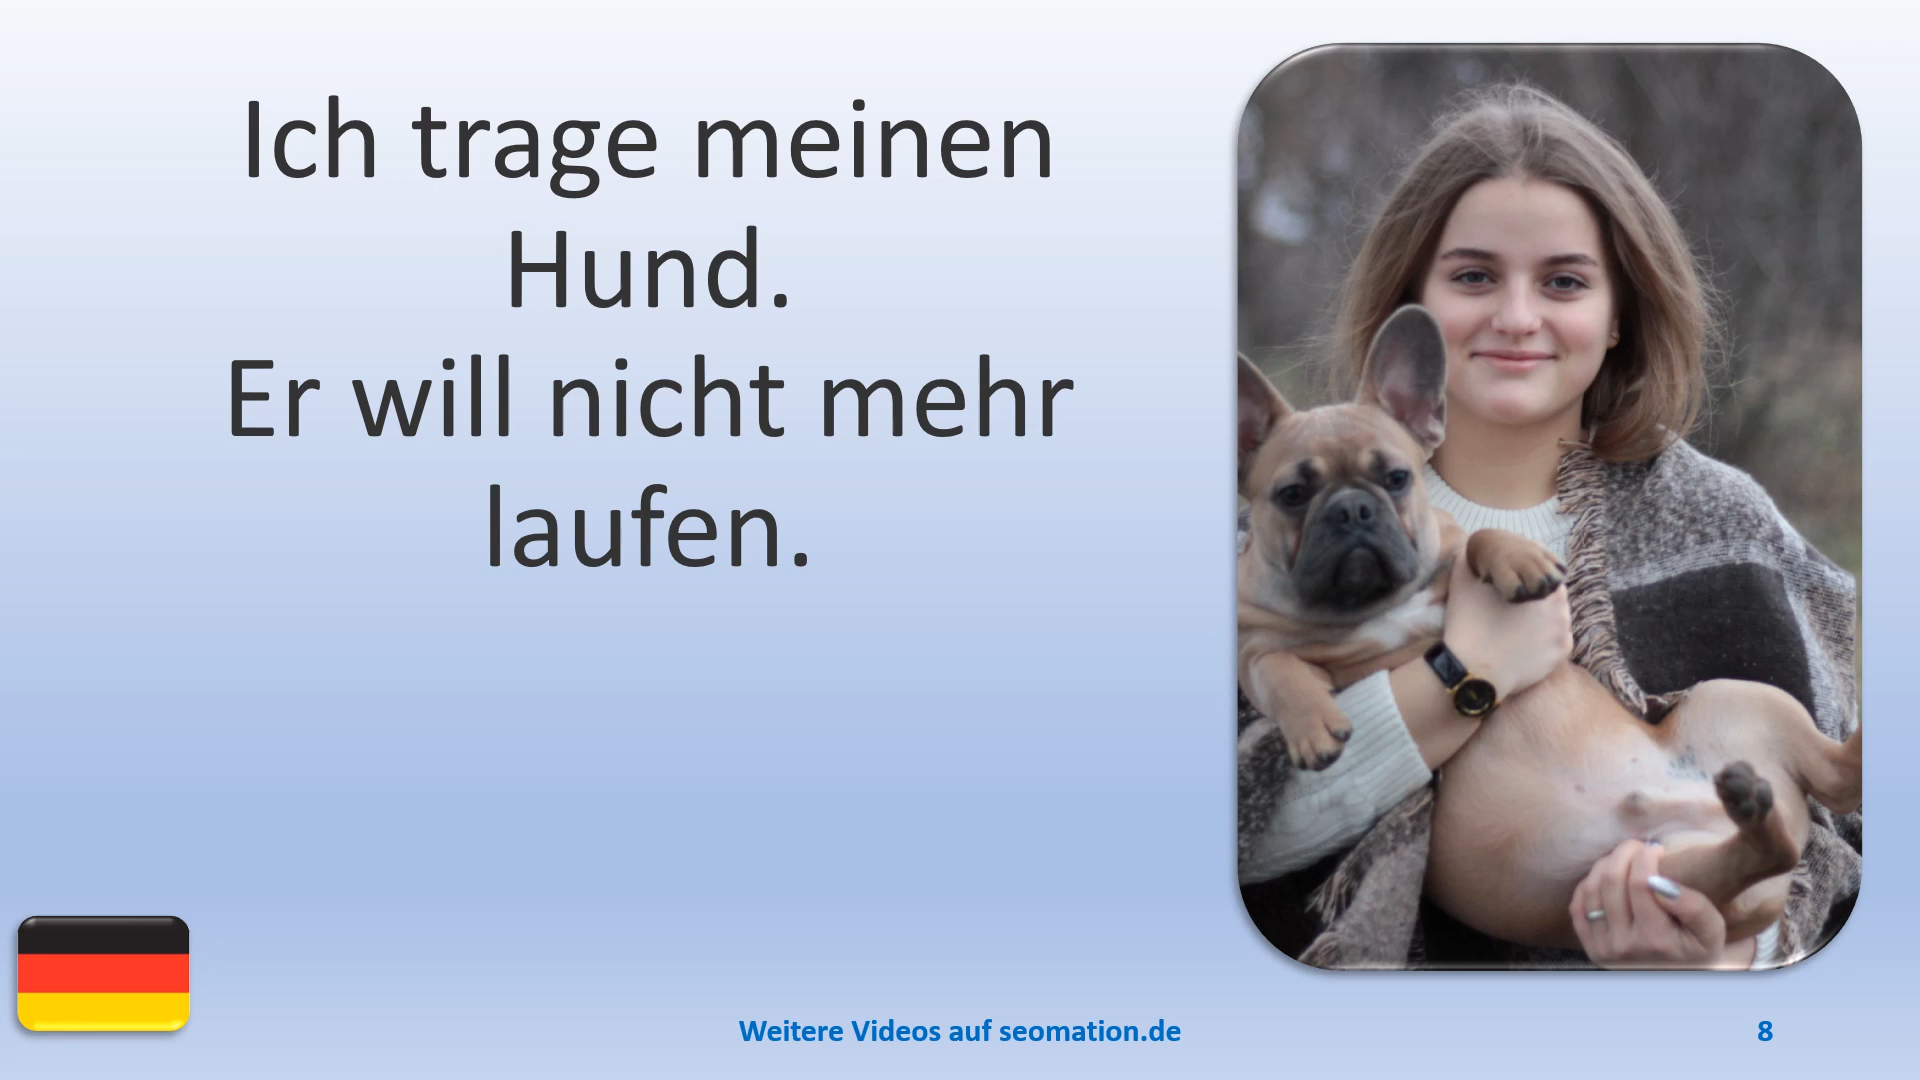 Ich trage meinen
Hund.
Er will nicht mehr
laufen.
Weitere Videos auf seomation.de
8